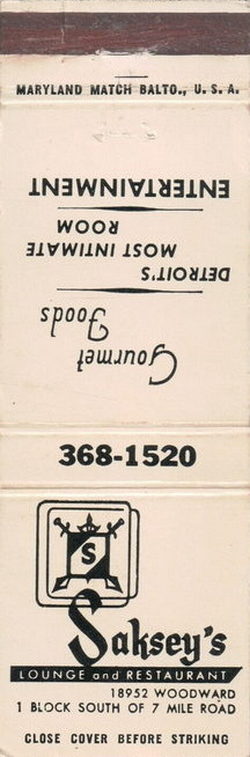 MARYLAND MATCH BALTO., U. S. A.
Gourmet
Foods
DETROIT'S
MOST INTIMATE
ROOM
ENTERTAINMENT
368-1520
S
Saksey's
LOUNGE and RESTAURANT
18952 WOODWARD
1 BLOCK SOUTH OF 7 MILE ROAD
CLOSE COVER BEFORE STRIKING